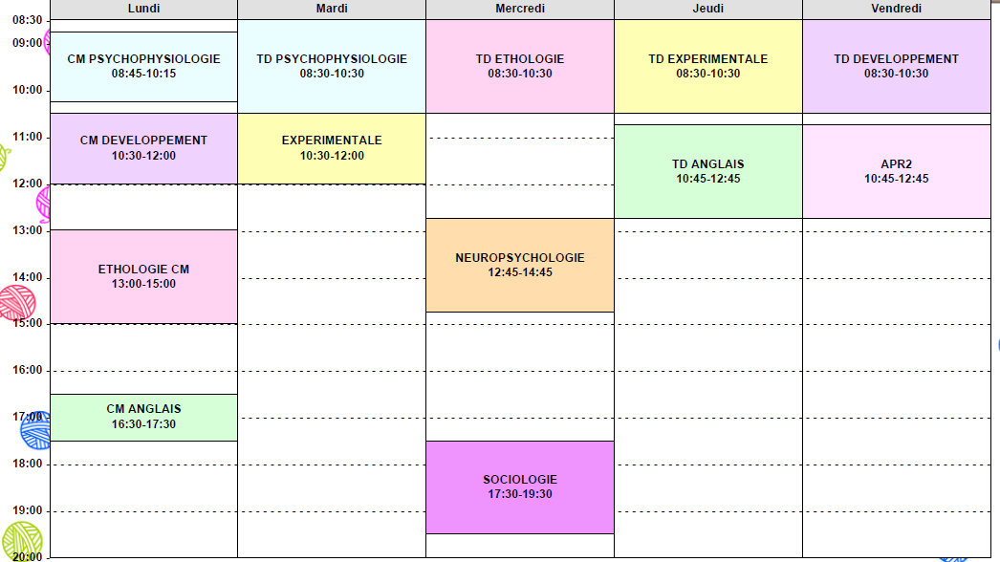 Lundi
Mardi
Mercredi
Jeudi
Vendredi
08:30
09:00
10:00
11:00
12:00
13:00
14:00
15:00
16:00
17:00
18:00
19:00
20:00
CM PSYCHOPHYSIOLOGIE
08:45-10:15
CM DEVELOPPEMENT
10:30-12:00
ETHOLOGIE CM
13:00-15:00
CM ANGLAIS
16:30-17:30
TD PSYCHOPHYSIOLOGIE
08:30-10:30
EXPERIMENTALE
10:30-12:00
TD ETHOLOGIE
08:30-10:30
NEUROPSYCHOLOGIE
12:45-14:45
SOCIOLOGIE
17:30-19:30
TD EXPERIMENTALE
08:30-10:30
TD ANGLAIS
10:45-12:45
TD DEVELOPPEMENT
08:30-10:30
APR2
10:45-12:45